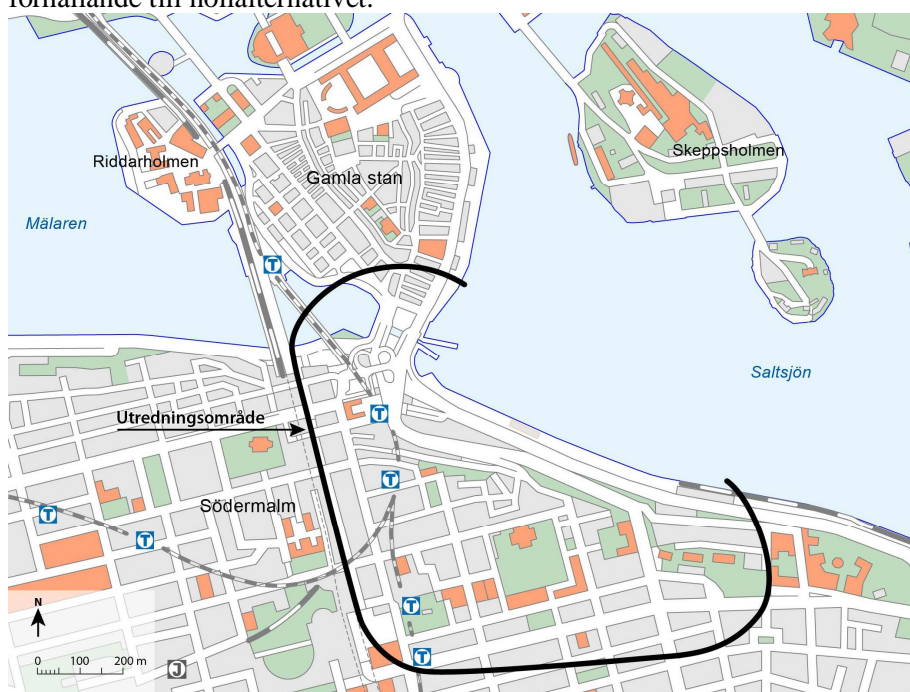 förhållande till nollalternativet.
Riddarholmen
Gamla stan
Skeppsholmen
Mälaren
T
Saltsjön
Utredningsområde
T
T
Södermalm
T
T
T
T
N
0 100 200 m
J